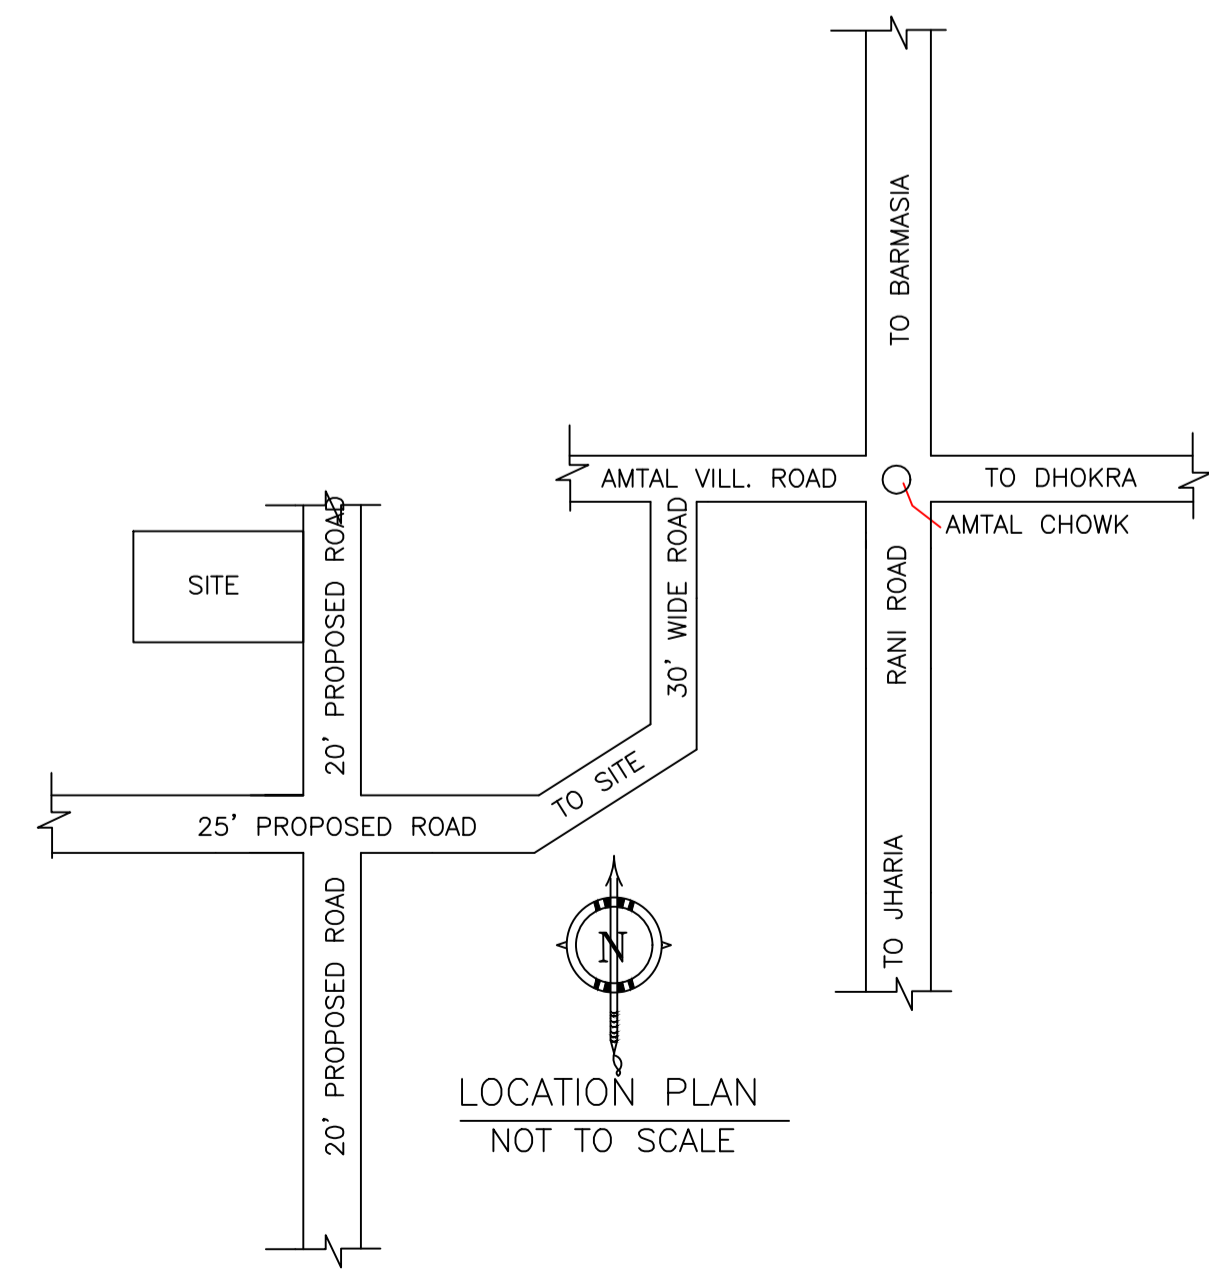 TO BARMASIA
AMTAL VILL. ROAD
TO DHOKRA
AMTAL CHOWK
RANI ROAD
30' WIDE ROAD
20' PROPOSED ROAD
SITE
TO SITE
25' PROPOSED ROAD
TO JHARIA
20' PROPOSED ROAD
N
LOCATION PLAN
NOT TO SCALE